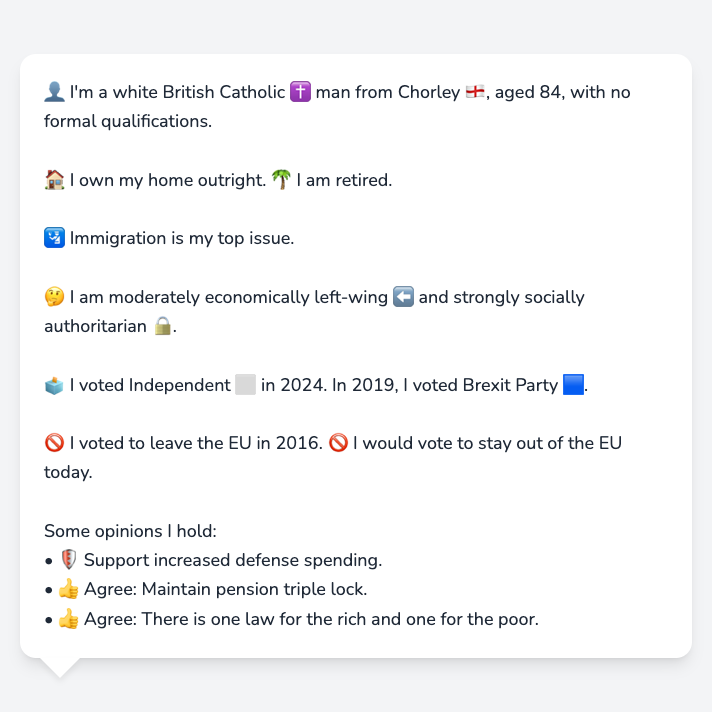 👤 I'm a white British Catholic ✝️ man from Chorley 🏴󠁧󠁢󠁥󠁮󠁧󠁿, aged 84, with no
formal qualifications.
🏠 I own my home outright. 🌴 I am retired.
🛂 Immigration is my top issue.
🤔 I am moderately economically left-wing ⬅️ and strongly socially
authoritarian 🔒.
🗳️ I voted Independent ⬜ in 2024. In 2019, I voted Brexit Party 🟦.
🚫 I voted to leave the EU in 2016. 🚫 I would vote to stay out of the EU
today.
Some opinions I hold:
• 🛡️ Support increased defense spending.
• 👍 Agree: Maintain pension triple lock.
• 👍 Agree: There is one law for the rich and one for the poor.